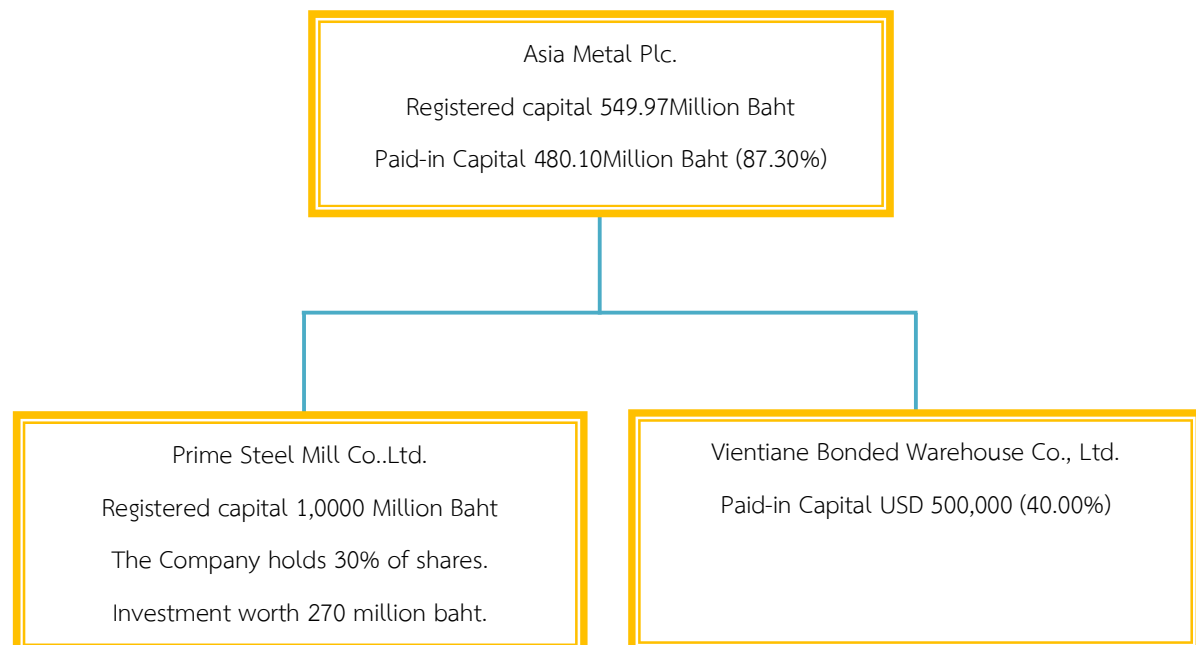 Asia Metal Plc.
Registered capital 549.97Million Baht
Paid-in Capital 480.10Million Baht (87.30%)
Prime Steel Mill Co..Ltd.
Registered capital 1,0000 Million Baht
The Company holds 30% of shares.
Investment worth 270 million baht.
Vientiane Bonded Warehouse Co., Ltd.
Paid-in Capital USD 500,000 (40.00%)